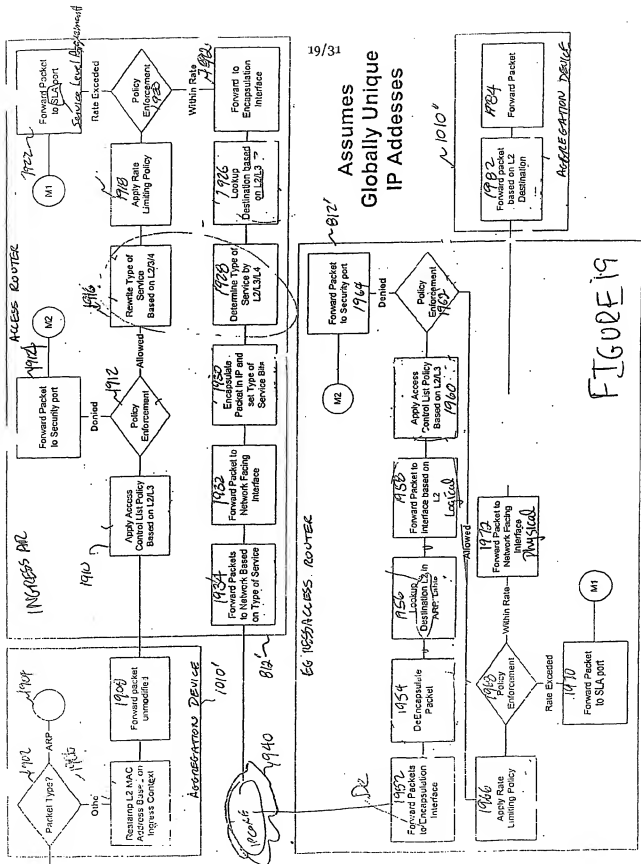 19/31
Assumes
Globally Unique
IP Addesses
FIGURE 19
INGRESS AR
ACCESS ROUTER
1902
Packet Type?
ARP
1904
Restamp L2 MAC
Address Based on
Ingress Context
1908
Forward packet
unmodified
AGGREGATION DEVICE
1010'
1910
Apply Access
Control List Policy
Based on L2/L3
1912
Policy
Enforcement
Denied
1914
Forward Packet
to Security port
M2
Allowed
1916
Rewrite Type of
Service
Based on L2/3/4
1918
Apply Rate
Limiting Policy
Policy
Enforcement
1920
Rate Exceeded
1922
Forward Packet
to SLA port
Service Level Agreement
M1
Within Rate
Forward to
Encapsulation
Interface
1926
Lookup
Destination based
on L2/L3
1928
Determine Type of
Service by
L2/L3/L4
1930
Encapsulate
Packet in IP and
set Type of
Service Bits
1932
Forward Packet to
Network Facing
Interface
1934
Forward Packets
to Network Based
on Type of Service
812'
1940
EGRESS ACCESS ROUTER
812'
1952
Forward Packets
to Encapsulation
Interface
De
1954
DeEncapsulate
Packet
1956
Lookup
Destination L2 in
ARP Table
1958
Forward Packet to
Interface based on
L2
Logical
Apply Access
Control List Policy
Based on L2/L3
1960
Policy
Enforcement
1962
Denied
Forward Packet
to Security port
1964
M2
Allowed
1966
Apply Rate
Limiting Policy
1968
Policy
Enforcement
Rate Exceeded
1970
Forward Packet
to SLA port
M1
Within Rate
1972
Forward Packet to
Network Facing
Interface
Physical
1010"
1982
Forward packet
based on L2
Destination
1984
Forward Packet
AGGREGATION DEVICE